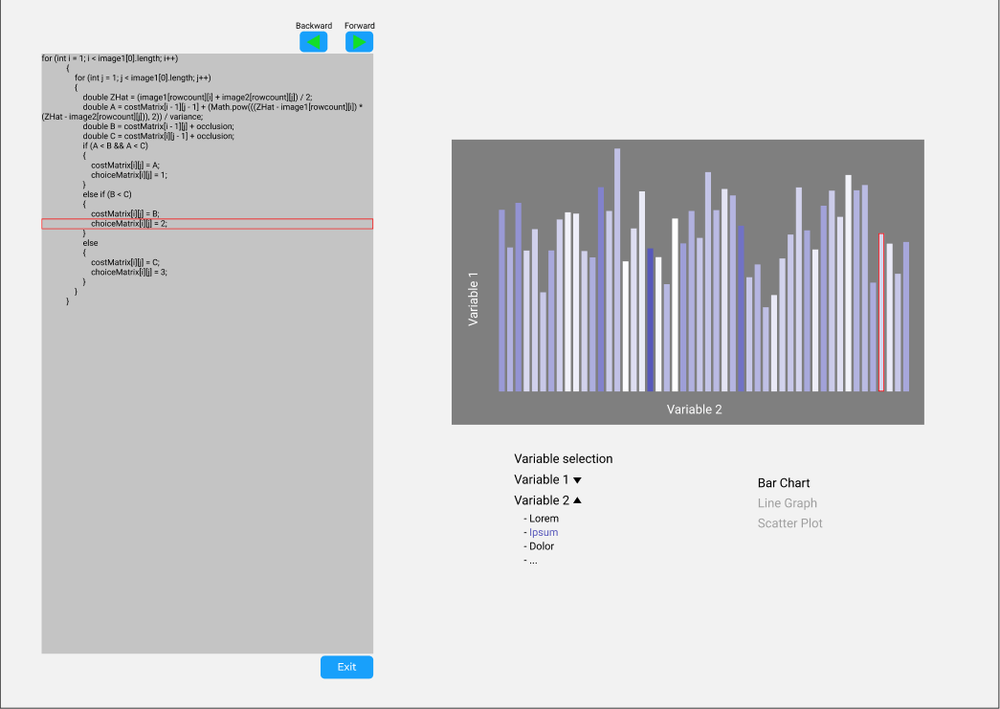 Backward Forward
for (int i = 1; i < image1[0].length; i++)
{
for (int j = 1; j < image1[0].length; j++)
{
double ZHat = (image1[rowcount][i] + image2[rowcount][j]) / 2;
double A = costMatrix[i - 1][j - 1] + (Math.pow(((ZHat - image1[rowcount][i]) *
(ZHat - image2[rowcount][j])), 2)) / variance;
double B = costMatrix[i - 1][j] + occlusion;
double C = costMatrix[i][j - 1] + occlusion;
if (A < B && A < C)
{
costMatrix[i][j] = A;
choiceMatrix[i][j] = 1;
}
else if (B < C)
{
costMatrix[i][j] = B;
choiceMatrix[i][j] = 2;
}
else
{
costMatrix[i][j] = C;
choiceMatrix[i][j] = 3;
}
}
}
Exit
Variable 1
Variable 2
Variable selection
Variable 1
Variable 2
- Lorem
- Ipsum
- Dolor
- ...
Bar Chart
Line Graph
Scatter Plot